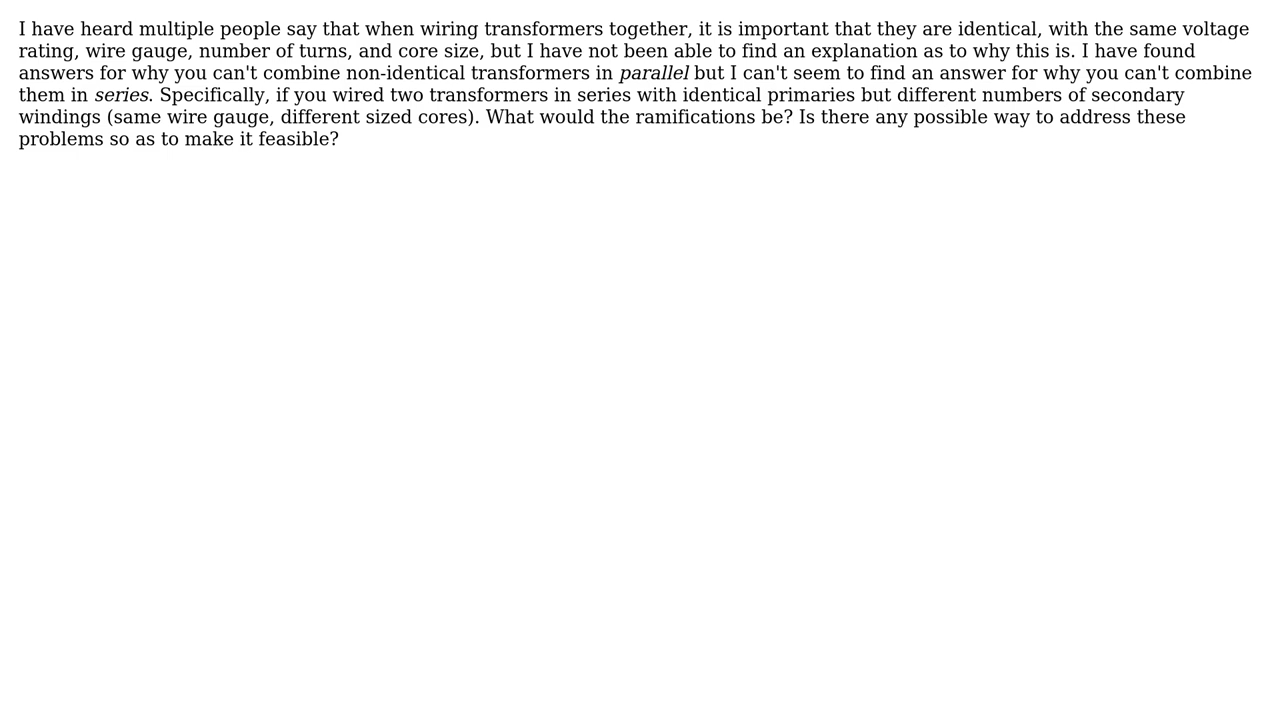 I have heard multiple people say that when wiring transformers together, it is important that they are identical, with the same voltage
rating, wire gauge, number of turns, and core size, but I have not been able to find an explanation as to why this is. I have found
answers for why you can't combine non-identical transformers in parallel but I can't seem to find an answer for why you can't combine
them in series. Specifically, if you wired two transformers in series with identical primaries but different numbers of secondary
windings (same wire gauge, different sized cores). What would the ramifications be? Is there any possible way to address these
problems so as to make it feasible?